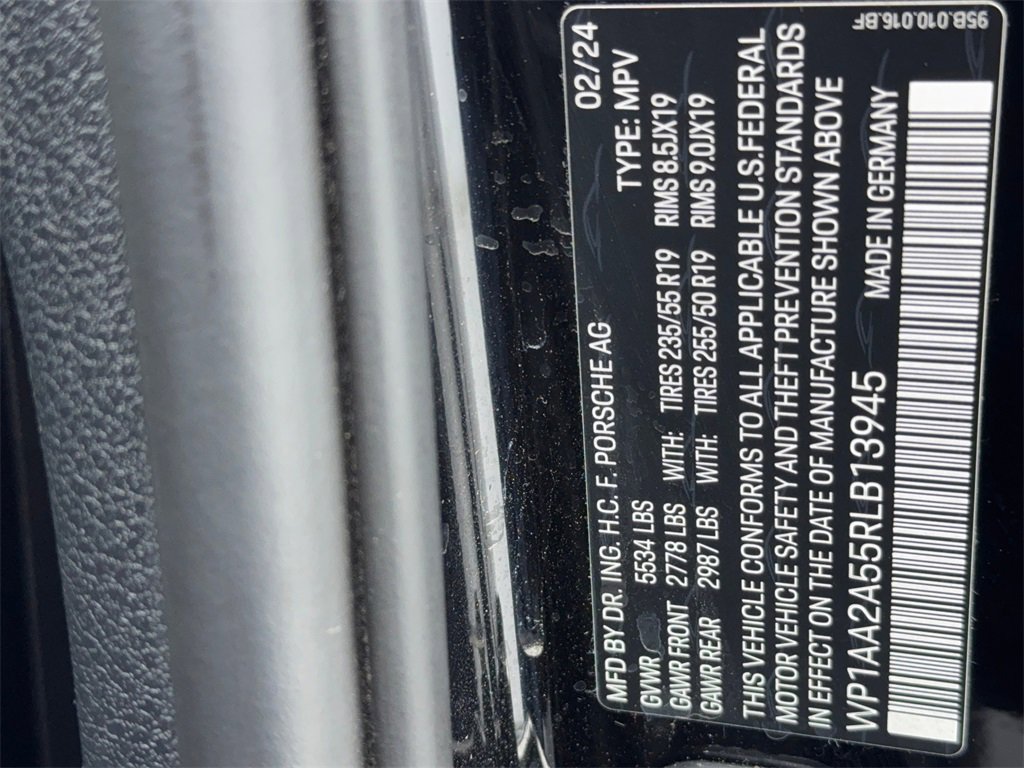 MFD BY DR. ING. H.C. F. PORSCHE AG 02/24
GVWR 5534 LBS TYPE: MPV
GAWR FRONT 2778 LBS WITH: TIRES 235/55 R19 RIMS 8.5JX19
GAWR REAR 2987 LBS WITH: TIRES 255/50 R19 RIMS 9.0JX19
THIS VEHICLE CONFORMS TO ALL APPLICABLE U.S. FEDERAL
MOTOR VEHICLE SAFETY AND THEFT PREVENTION STANDARDS
IN EFFECT ON THE DATE OF MANUFACTURE SHOWN ABOVE
WP1AA2A55RLB13945 MADE IN GERMANY
95B.010.016.BF